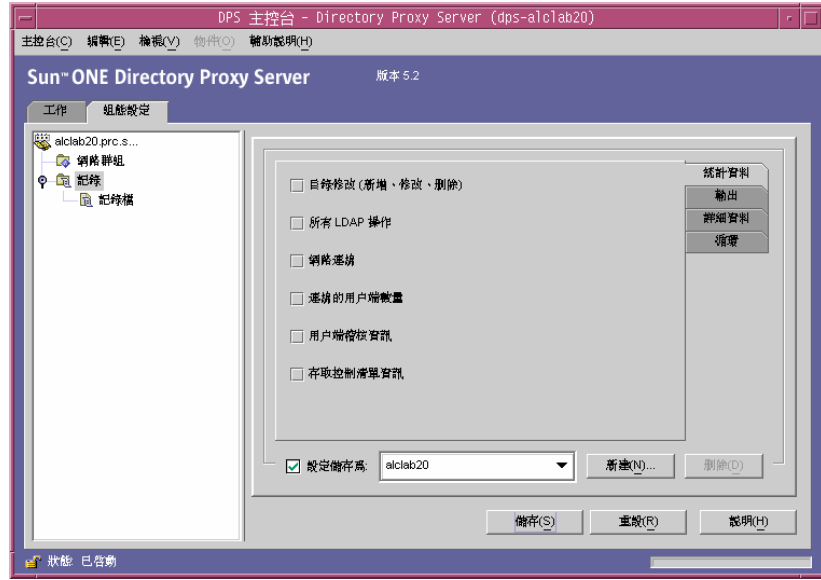 DPS 主控台 - Directory Proxy Server (dps-alclab20)
主控台(C) 編輯(E) 檢視(V) 物件(O) 輔助說明(H)
Sun™ ONE Directory Proxy Server 版本 5.2
工作 組態設定
alclab20.prc.s...
網路群組
記錄
記錄檔
目錄修改 (新增、修改、刪除)
所有 LDAP 操作
網路連線
連線的用戶端數量
用戶端稽核資訊
存取控制清單資訊
統計資料
輸出
詳細資料
循環
設定儲存為: alclab20 新建(N)... 刪除(D)
儲存(S) 重設(R) 說明(H)
狀態: 已啓動